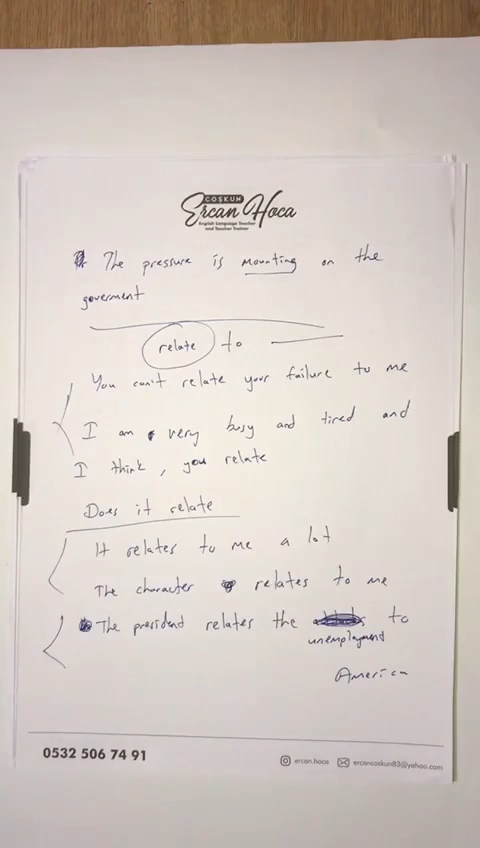 COŞKUN
Ercan Hoca
English Language Teacher
and Teacher Trainer
The pressure is mounting on the
goverment
relate to
You can't relate your failure to me
I am very busy and tired and
I think, you relate
Does it relate
It relates to me a lot
The character relates to me
The president relates the to
unemployment
America
0532 506 74 91
ercan.hoca ercancoskun83@yahoo.com